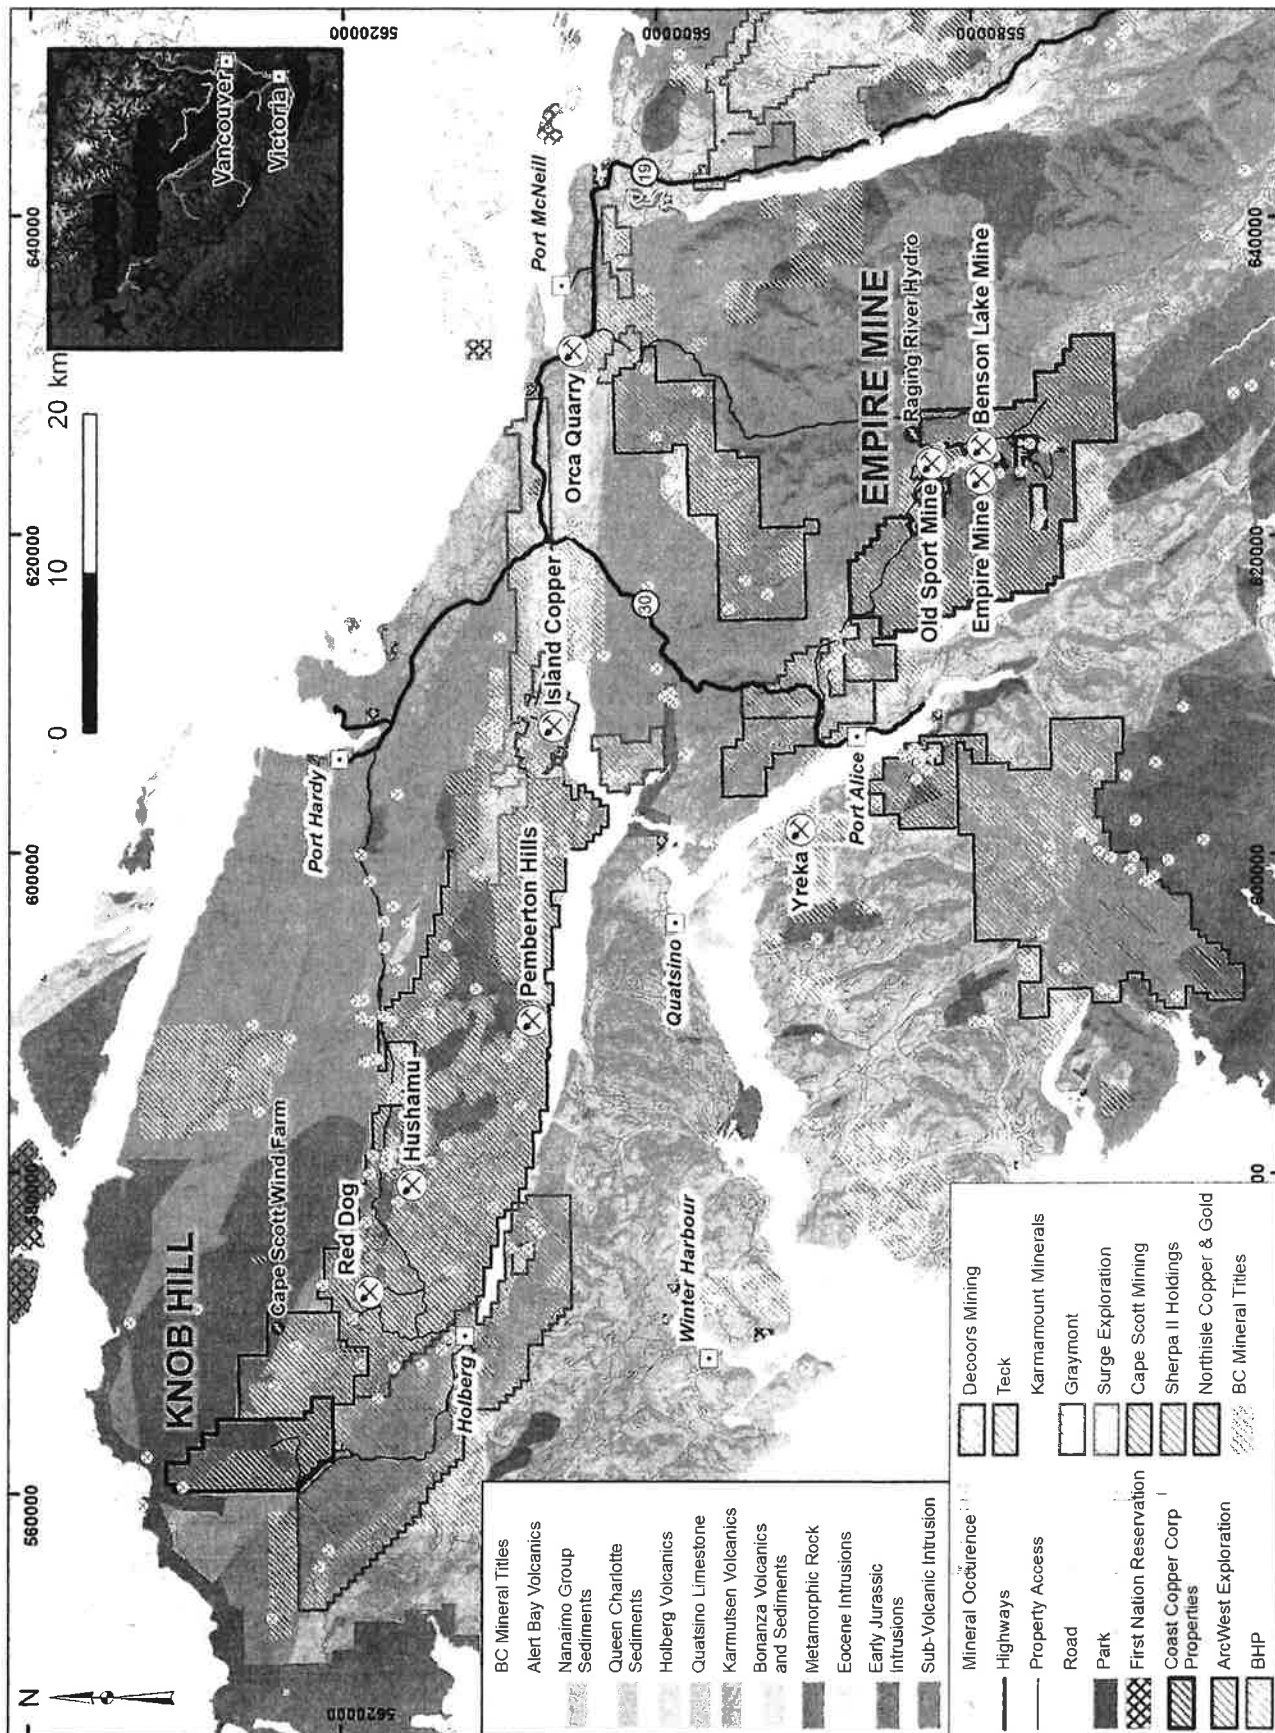 N
560000
580000
600000
620000
640000
5620000
5600000
5580000
0 10 20 km
Vancouver
Victoria
KNOB HILL
Cape Scott Wind Farm
Red Dog
Hushamu
Holberg
Pemberton Hills
Port Hardy
Island Copper
Orca Quarry
Port McNeill
19
30
Winter Harbour
Quatsino
Yreka
Port Alice
EMPIRE MINE
Raging River Hydro
Old Sport Mine
Empire Mine
Benson Lake Mine
5620000
600000
620000
640000
BC Mineral Titles
Alert Bay Volcanics
Nanaimo Group
Sediments
Queen Charlotte
Sediments
Holberg Volcanics
Quatsino Limestone
Karmutsen Volcanics
Bonanza Volcanics
and Sediments
Metamorphic Rock
Eocene Intrusions
Early Jurassic
Intrusions
Sub-Volcanic Intrusion
Mineral Occurence
Highways
Property Access
Road
Park
First Nation Reservation
Coast Copper Corp
Properties
ArcWest Exploration
BHP
Decoors Mining
Teck
Karmamount Minerals
Graymont
Surge Exploration
Cape Scott Mining
Sherpa II Holdings
Northisle Copper & Gold
BC Mineral Titles